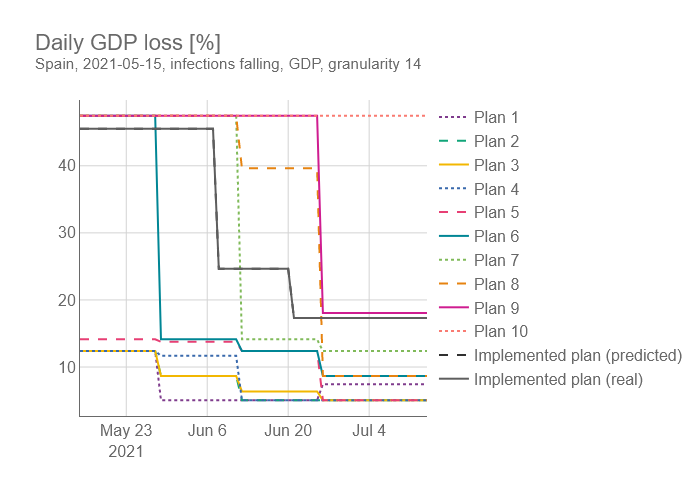 Daily GDP loss [%]
Spain, 2021-05-15, infections falling, GDP, granularity 14
40
30
20
10
May 23
2021
Jun 6
Jun 20
Jul 4
Plan 1
Plan 2
Plan 3
Plan 4
Plan 5
Plan 6
Plan 7
Plan 8
Plan 9
Plan 10
Implemented plan (predicted)
Implemented plan (real)